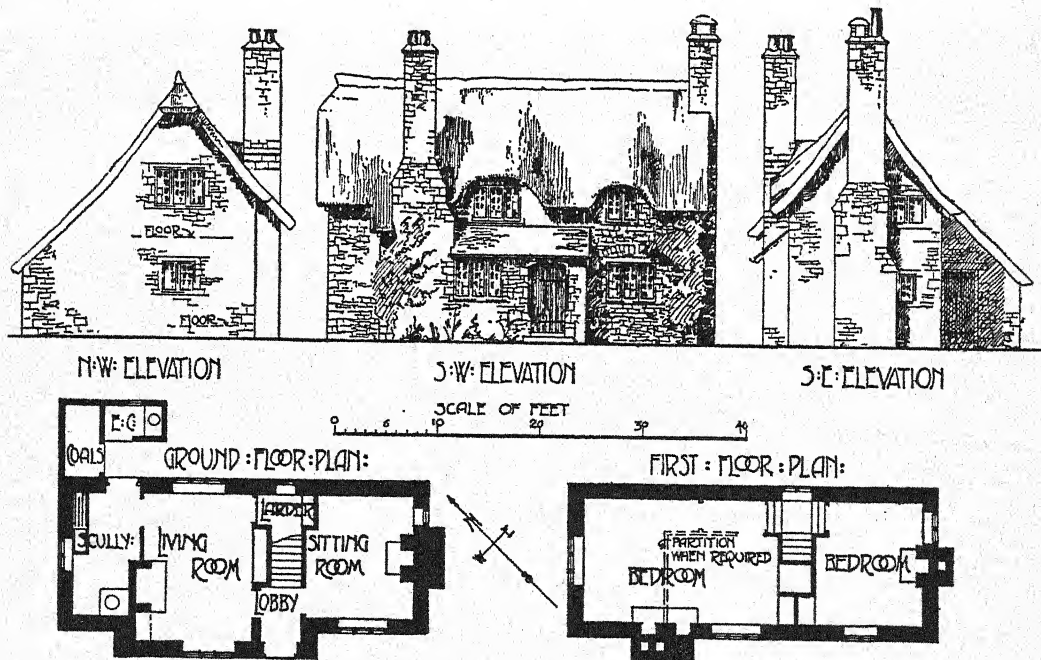 FLOOR
FLOOR
N:W: ELEVATION
S:W: ELEVATION
S:E: ELEVATION
SCALE OF FEET
0 5 10 20 30 40
E·C·
COALS
GROUND:FLOOR:PLAN:
FIRST:FLOOR:PLAN:
LARDER
SCULLY:
LIVING
ROOM
SITTING
ROOM
LOBBY
N
PARTITION
WHEN REQUIRED
BEDROOM
BEDROOM